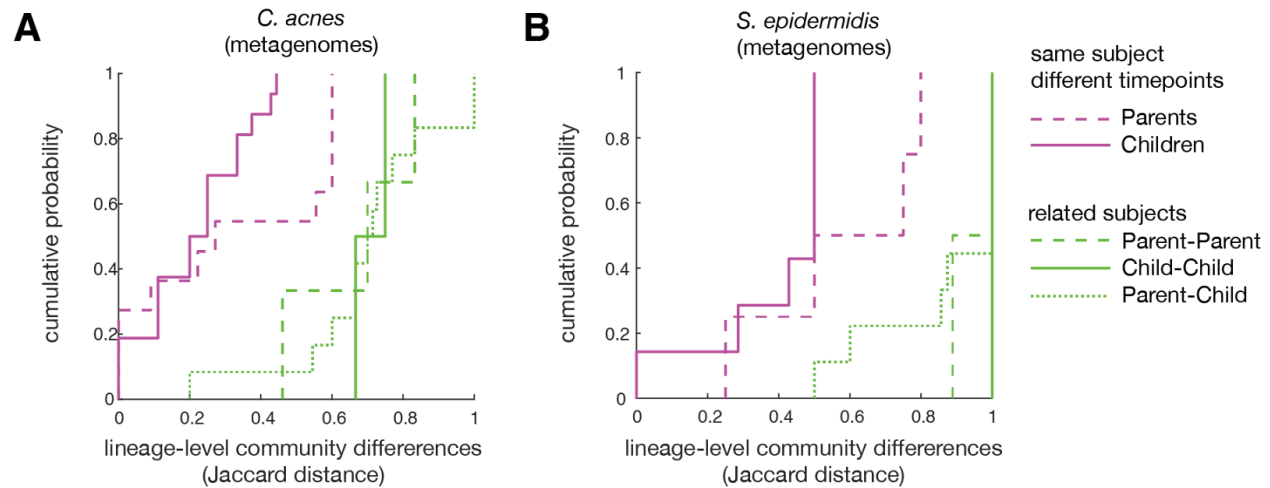 A
C. acnes
(metagenomes)
1
0.8
0.6
0.4
0.2
0
0
0.2
0.4
0.6
0.8
1
cumulative probability
lineage-level community differerences
(Jaccard distance)
B
S. epidermidis
(metagenomes)
1
0.8
0.6
0.4
0.2
0
0
0.2
0.4
0.6
0.8
1
cumulative probability
lineage-level community differerences
(Jaccard distance)
same subject
different timepoints
Parents
Children
related subjects
Parent-Parent
Child-Child
Parent-Child